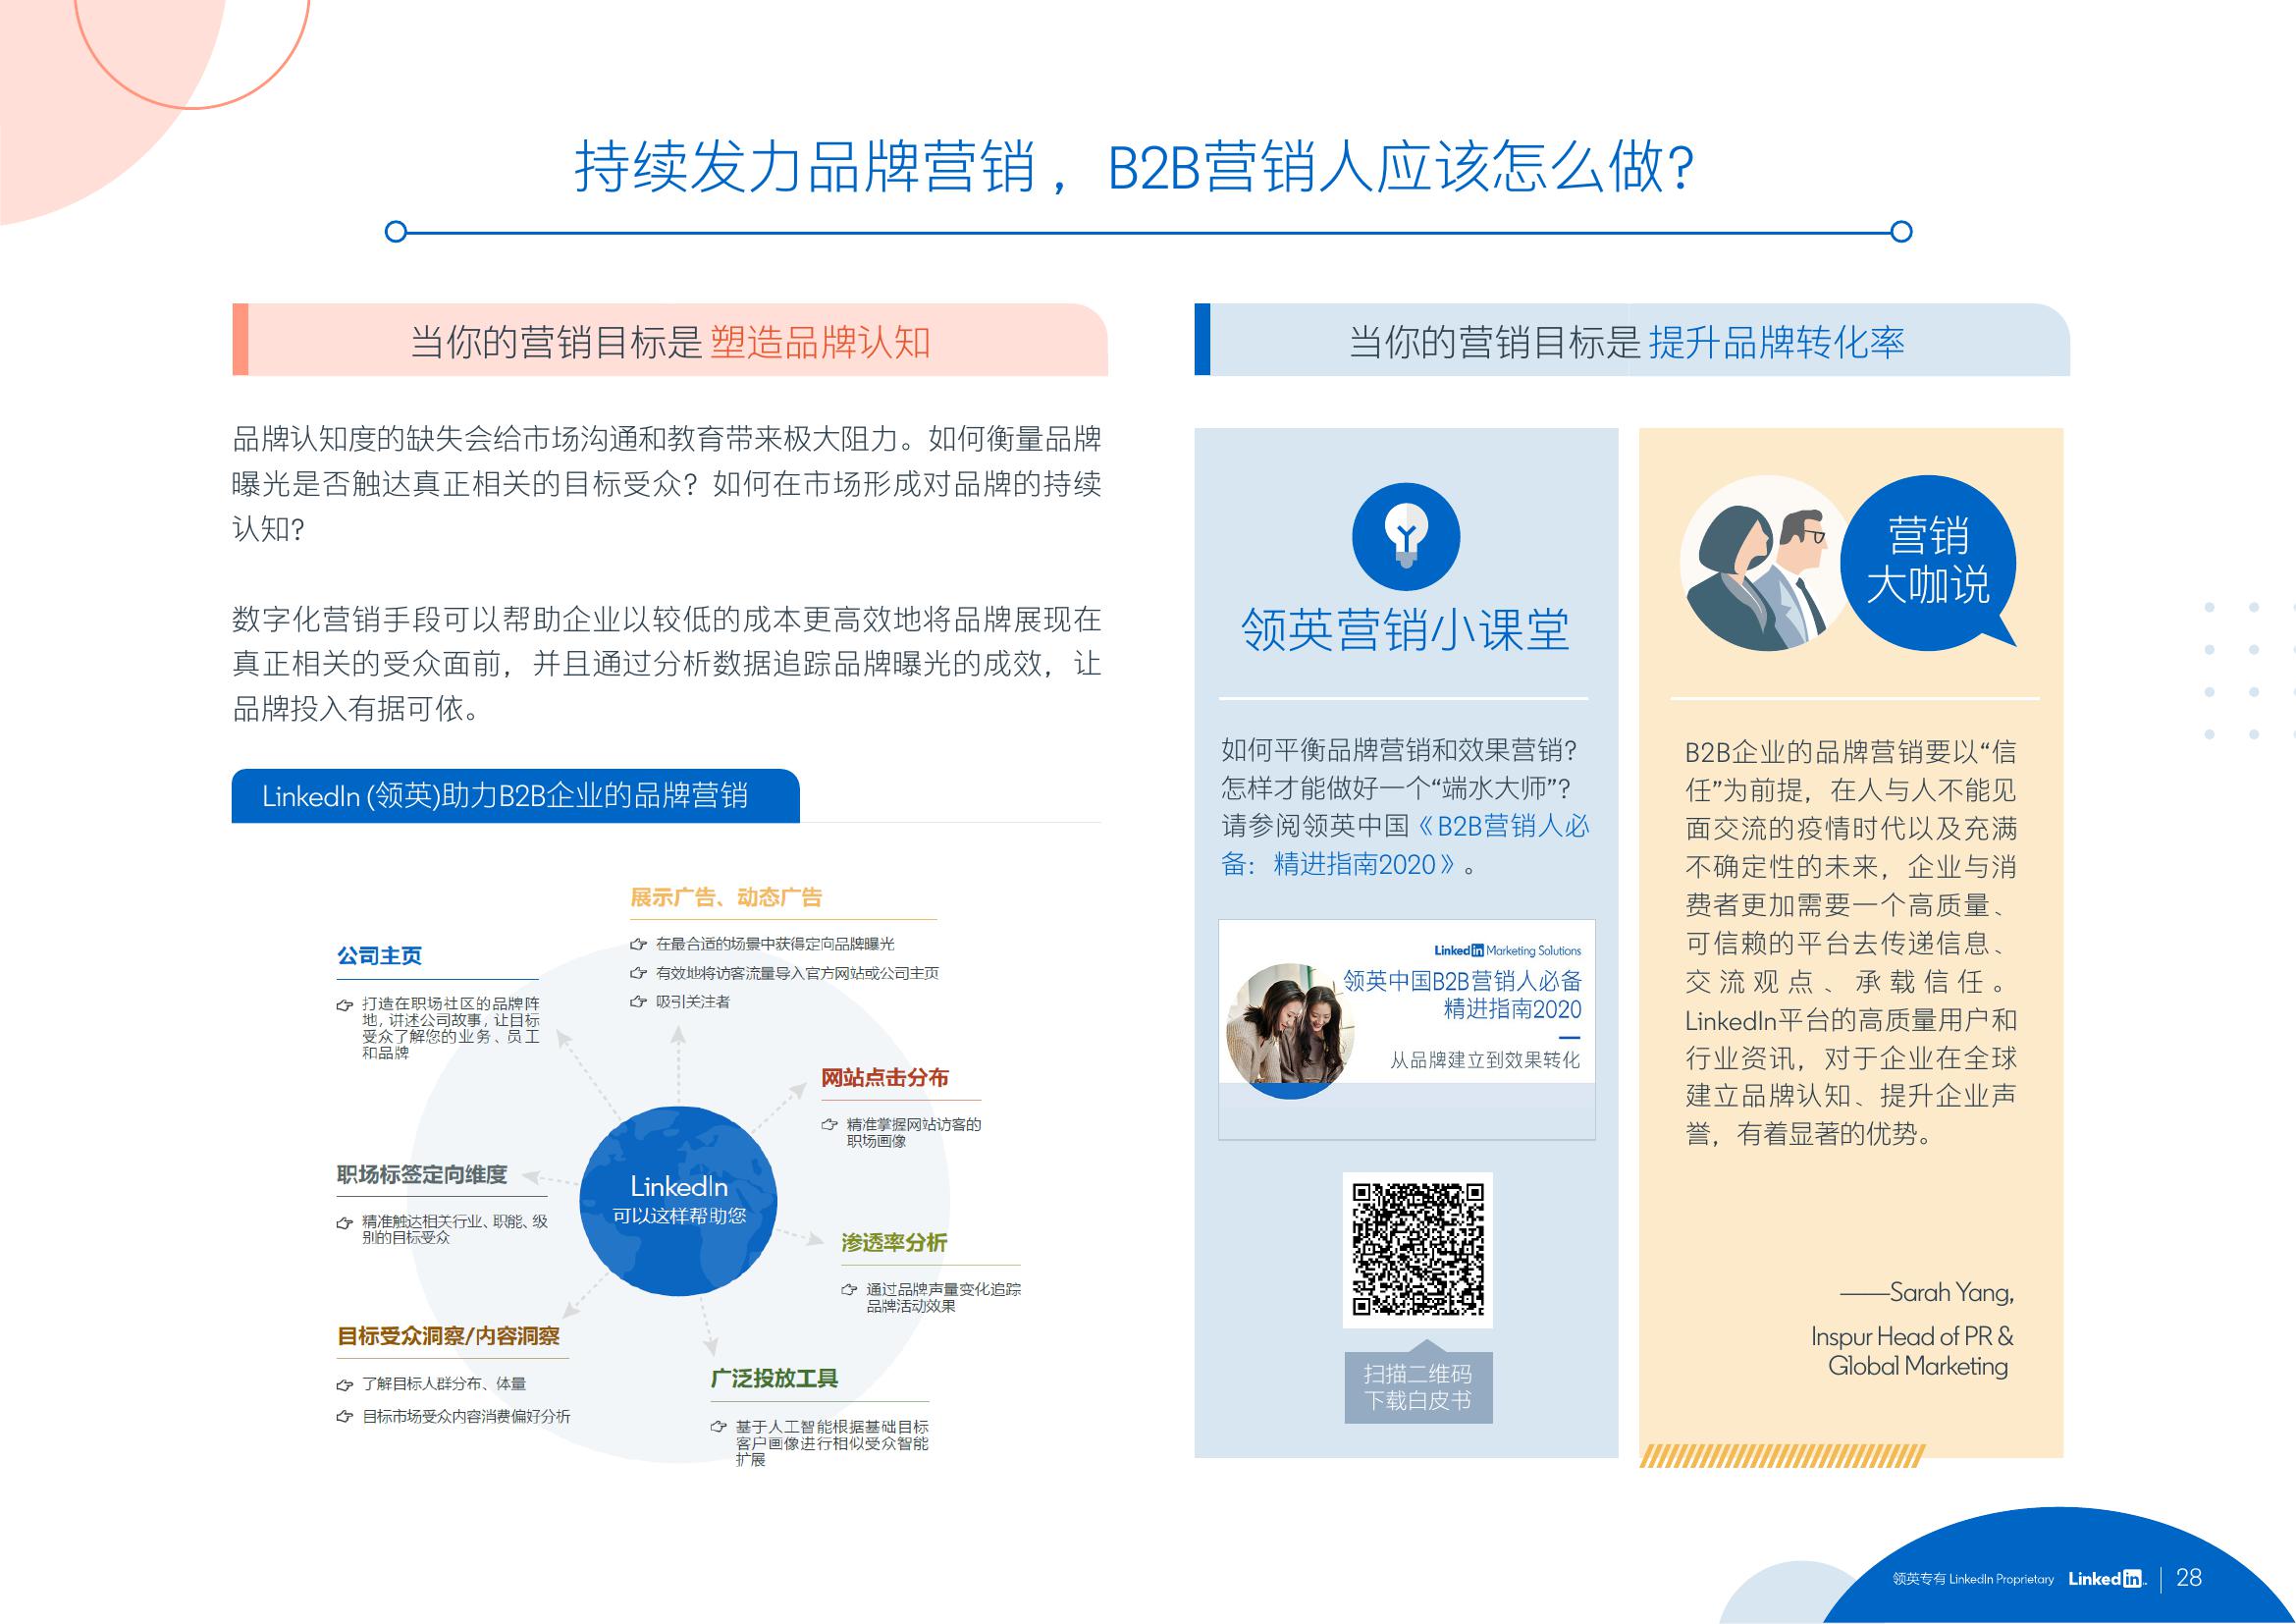 持续发力品牌营销，B2B营销人应该怎么做?
当你的营销目标是 塑造品牌认知
品牌认知度的缺失会给市场沟通和教育带来极大阻力。如何衡量品牌
曝光是否触达真正相关的目标受众? 如何在市场形成对品牌的持续
认知?
数字化营销手段可以帮助企业以较低的成本更高效地将品牌展现在
真正相关的受众面前，并且通过分析数据追踪品牌曝光的成效，让
品牌投入有据可依。
LinkedIn (领英)助力B2B企业的品牌营销
展示广告、动态广告
在最合适的场景中获得定向品牌曝光
有效地将访客流量导入官方网站或公司主页
吸引关注者
公司主页
打造在职场社区的品牌阵
地, 讲述公司故事, 让目标
受众了解您的业务、员工
和品牌
网站点击分布
精准掌握网站访客的
职场画像
职场标签定向维度
精准触达相关行业、职能、级
别的目标受众
LinkedIn
可以这样帮助您
渗透率分析
通过品牌声量变化追踪
品牌活动效果
目标受众洞察/内容洞察
了解目标人群分布、体量
目标市场受众内容消费偏好分析
广泛投放工具
基于人工智能根据基础目标
客户画像进行相似受众智能
扩展
当你的营销目标是 提升品牌转化率
领英营销小课堂
如何平衡品牌营销和效果营销?
怎样才能做好一个“端水大师”?
请参阅领英中国《B2B营销人必
备：精进指南2020》。
LinkedIn Marketing Solutions
领英中国B2B营销人必备
精进指南2020
从品牌建立到效果转化
扫描二维码
下载白皮书
营销
大咖说
B2B企业的品牌营销要以“信
任”为前提，在人与人不能见
面交流的疫情时代以及充满
不确定性的未来，企业与消
费者更加需要一个高质量、
可信赖的平台去传递信息、
交流观点、承载信任。
LinkedIn平台的高质量用户和
行业资讯，对于企业在全球
建立品牌认知、提升企业声
誉，有着显著的优势。
——Sarah Yang,
Inspur Head of PR &
Global Marketing
领英专有 LinkedIn Proprietary LinkedIn | 28